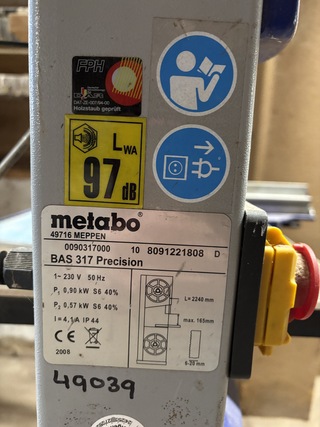 FPH
Holzstaub geprüft
LWA
97 dB
metabo
49716 MEPPEN
0090317000 10 8091221808 D
BAS 317 Precision
1~ 230 V 50 Hz
P₁ 0,90 kW S6 40%
P₂ 0,57 kW S6 40%
I = 4,1 A IP 44
CE
2008
L= 2240 mm
max. 165mm
6-20 mm
49039